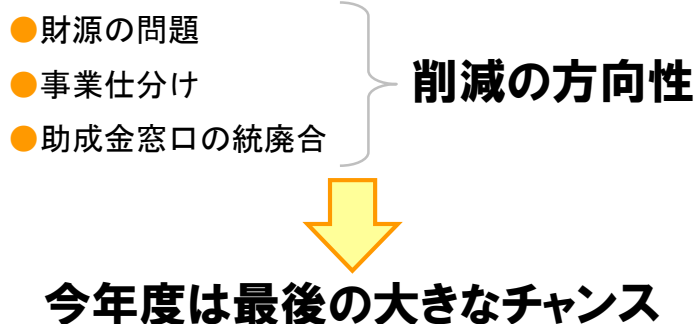 ●財源の問題
●事業仕分け
●助成金窓口の統廃合
削減の方向性
今年度は最後の大きなチャンス